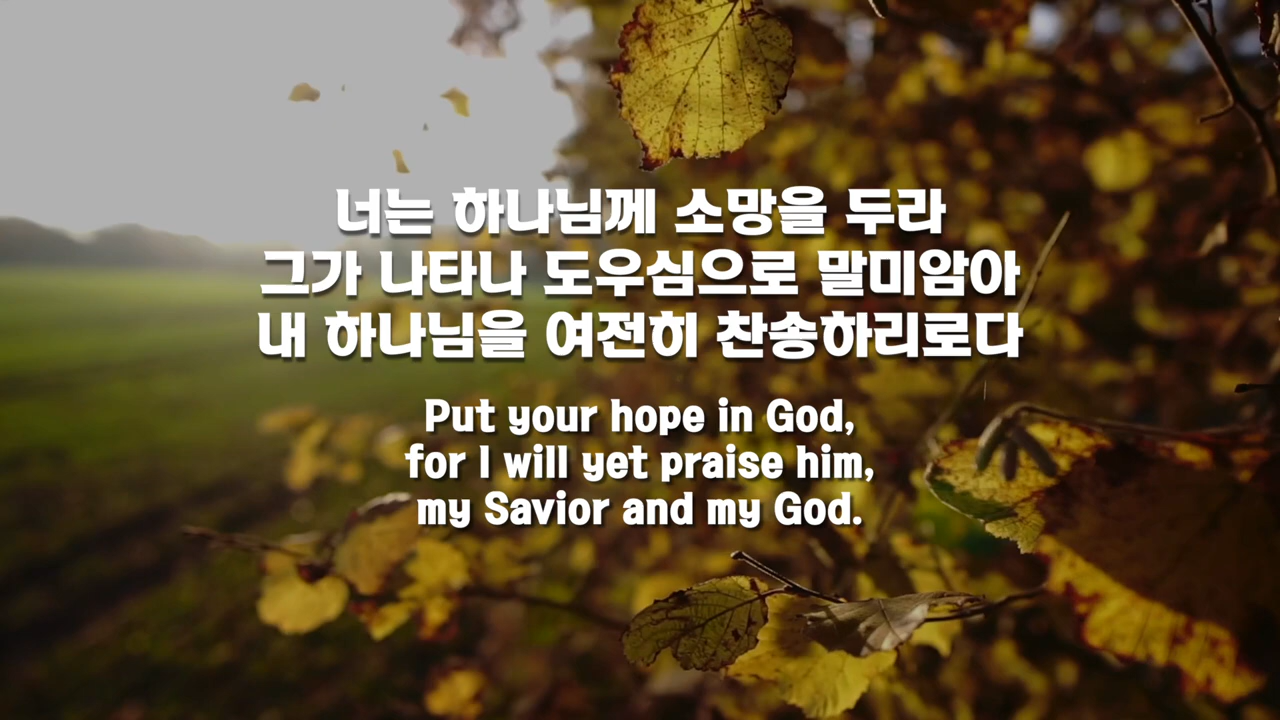 너는 하나님께 소망을 두라
그가 나타나 도우심으로 말미암아
내 하나님을 여전히 찬송하리로다
Put your hope in God,
for I will yet praise him,
my Savior and my God.